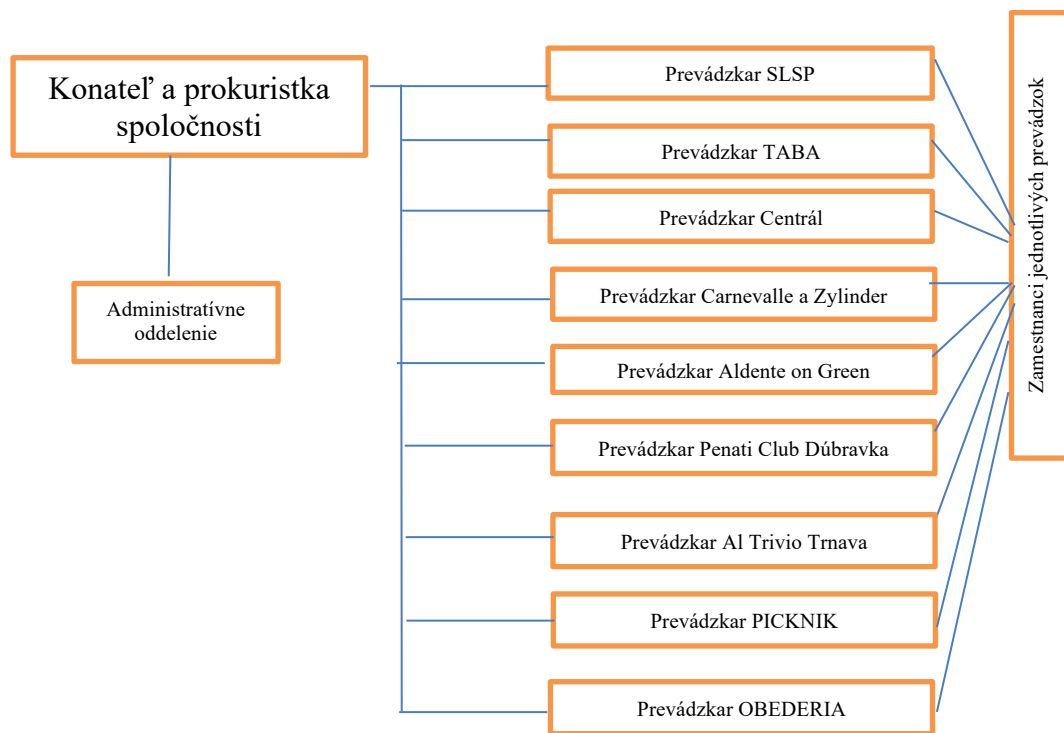 Konateľ a prokuristka
spoločnosti
Administratívne
oddelenie
Prevádzkar SLSP
Prevádzkar TABA
Prevádzkar Centrál
Prevádzkar Carnevalle a Zylinder
Prevádzkar Aldente on Green
Prevádzkar Penati Club Dúbravka
Prevádzkar Al Trivio Trnava
Prevádzkar PICKNIK
Prevádzkar OBEDERIA
Zamestnanci jednotlivých prevádzok